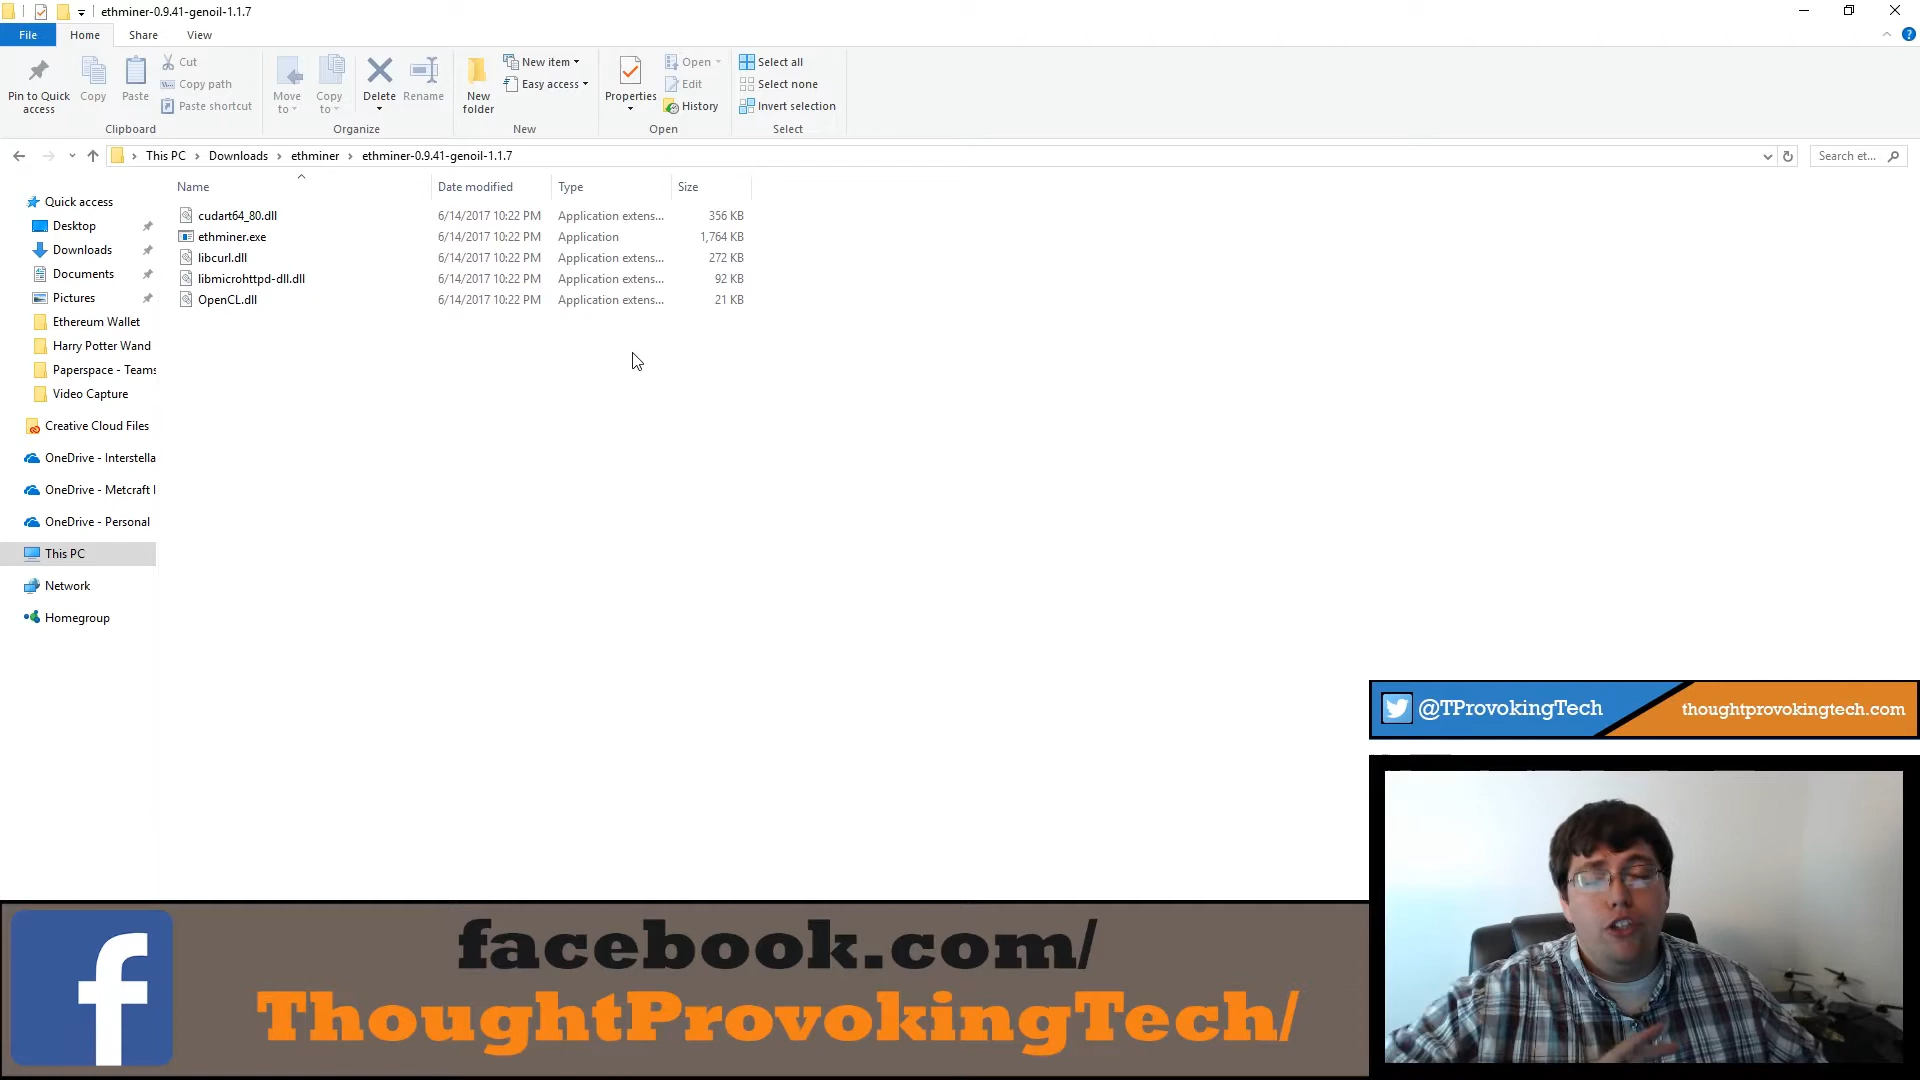 ethminer-0.9.41-genoil-1.1.7
File Home Share View
Pin to Quick access
Copy
Paste
Cut
Copy path
Paste shortcut
Clipboard
Move to
Copy to
Delete
Rename
Organize
New folder
New item
Easy access
New
Properties
Open
Edit
History
Open
Select all
Select none
Invert selection
Select
This PC > Downloads > ethminer > ethminer-0.9.41-genoil-1.1.7
Search et...
Name Date modified Type Size
cudart64_80.dll 6/14/2017 10:22 PM Application extens... 356 KB
ethminer.exe 6/14/2017 10:22 PM Application 1,764 KB
libcurl.dll 6/14/2017 10:22 PM Application extens... 272 KB
libmicrohttpd-dll.dll 6/14/2017 10:22 PM Application extens... 92 KB
OpenCL.dll 6/14/2017 10:22 PM Application extens... 21 KB
Quick access
Desktop
Downloads
Documents
Pictures
Ethereum Wallet
Harry Potter Wand
Paperspace - Teams
Video Capture
Creative Cloud Files
OneDrive - Interstella
OneDrive - Metcraft I
OneDrive - Personal
This PC
Network
Homegroup
@TProvokingTech
thoughtprovokingtech.com
facebook.com/
ThoughtProvokingTech/